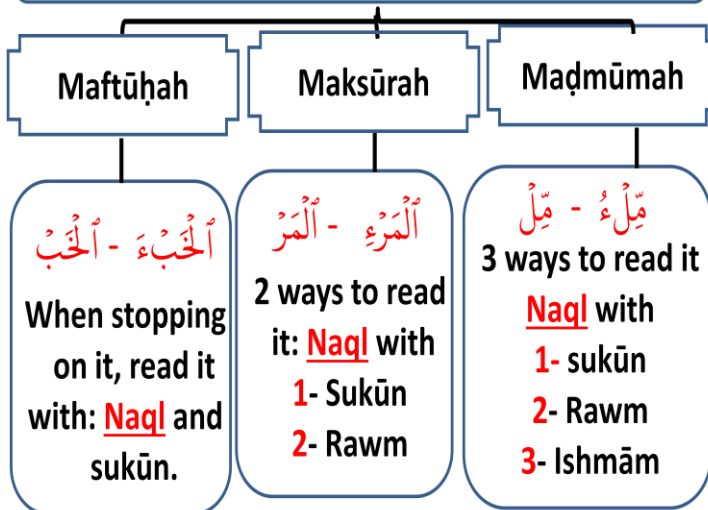 Maftūḥah
Maksūrah
Maḍmūmah
ٱلْخَبْءَ - ٱلْخَبْ
When stopping
on it, read it
with: Naql and
sukūn.
ٱلْمَرْءِ - ٱلْمَرْ
2 ways to read
it: Naql with
1- Sukūn
2- Rawm
مِّلْءُ - مِّلْ
3 ways to read it
Naql with
1- sukūn
2- Rawm
3- Ishmām